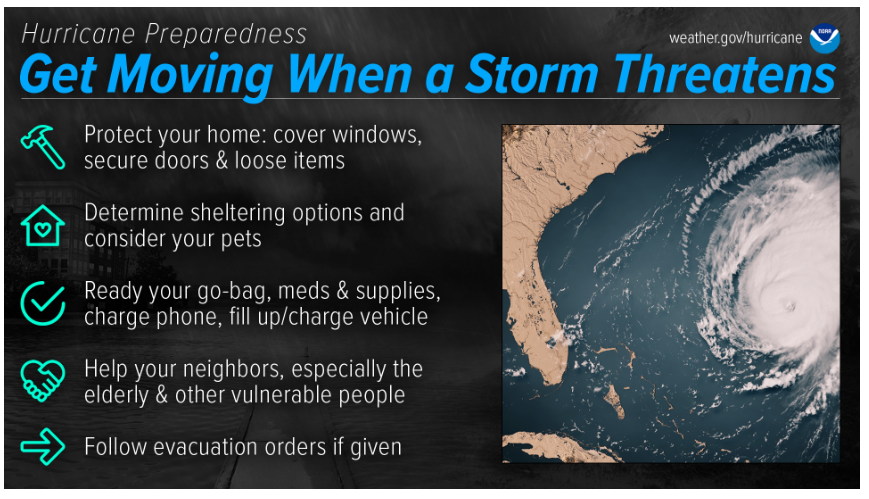 Hurricane Preparedness
weather.gov/hurricane
NOAA
Get Moving When a Storm Threatens
Protect your home: cover windows,
secure doors & loose items
Determine sheltering options and
consider your pets
Ready your go-bag, meds & supplies,
charge phone, fill up/charge vehicle
Help your neighbors, especially the
elderly & other vulnerable people
Follow evacuation orders if given